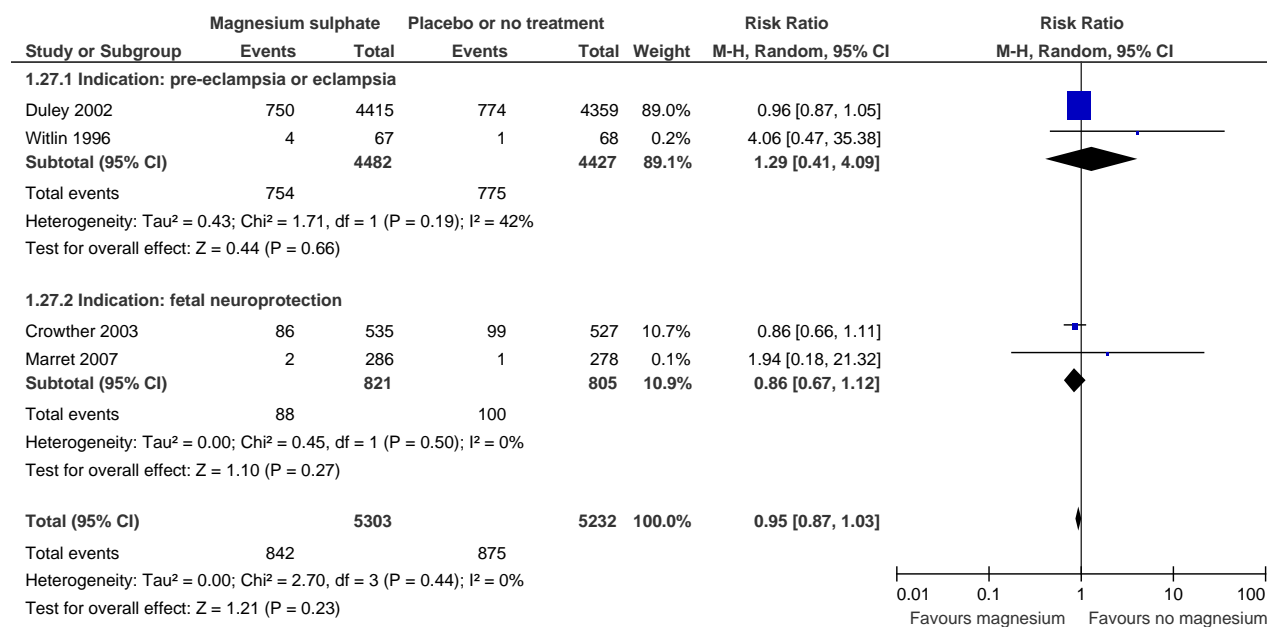 Magnesium sulphate Placebo or no treatment Risk Ratio Risk Ratio
Study or Subgroup Events Total Events Total Weight M-H, Random, 95% CI M-H, Random, 95% CI
1.27.1 Indication: pre-eclampsia or eclampsia
Duley 2002 750 4415 774 4359 89.0% 0.96 [0.87, 1.05]
Witlin 1996 4 67 1 68 0.2% 4.06 [0.47, 35.38]
Subtotal (95% CI) 4482 4427 89.1% 1.29 [0.41, 4.09]
Total events 754 775
Heterogeneity: Tau² = 0.43; Chi² = 1.71, df = 1 (P = 0.19); I² = 42%
Test for overall effect: Z = 0.44 (P = 0.66)
1.27.2 Indication: fetal neuroprotection
Crowther 2003 86 535 99 527 10.7% 0.86 [0.66, 1.11]
Marret 2007 2 286 1 278 0.1% 1.94 [0.18, 21.32]
Subtotal (95% CI) 821 805 10.9% 0.86 [0.67, 1.12]
Total events 88 100
Heterogeneity: Tau² = 0.00; Chi² = 0.45, df = 1 (P = 0.50); I² = 0%
Test for overall effect: Z = 1.10 (P = 0.27)
Total (95% CI) 5303 5232 100.0% 0.95 [0.87, 1.03]
Total events 842 875
Heterogeneity: Tau² = 0.00; Chi² = 2.70, df = 3 (P = 0.44); I² = 0%
Test for overall effect: Z = 1.21 (P = 0.23)
0.01 0.1 1 10 100
Favours magnesium Favours no magnesium